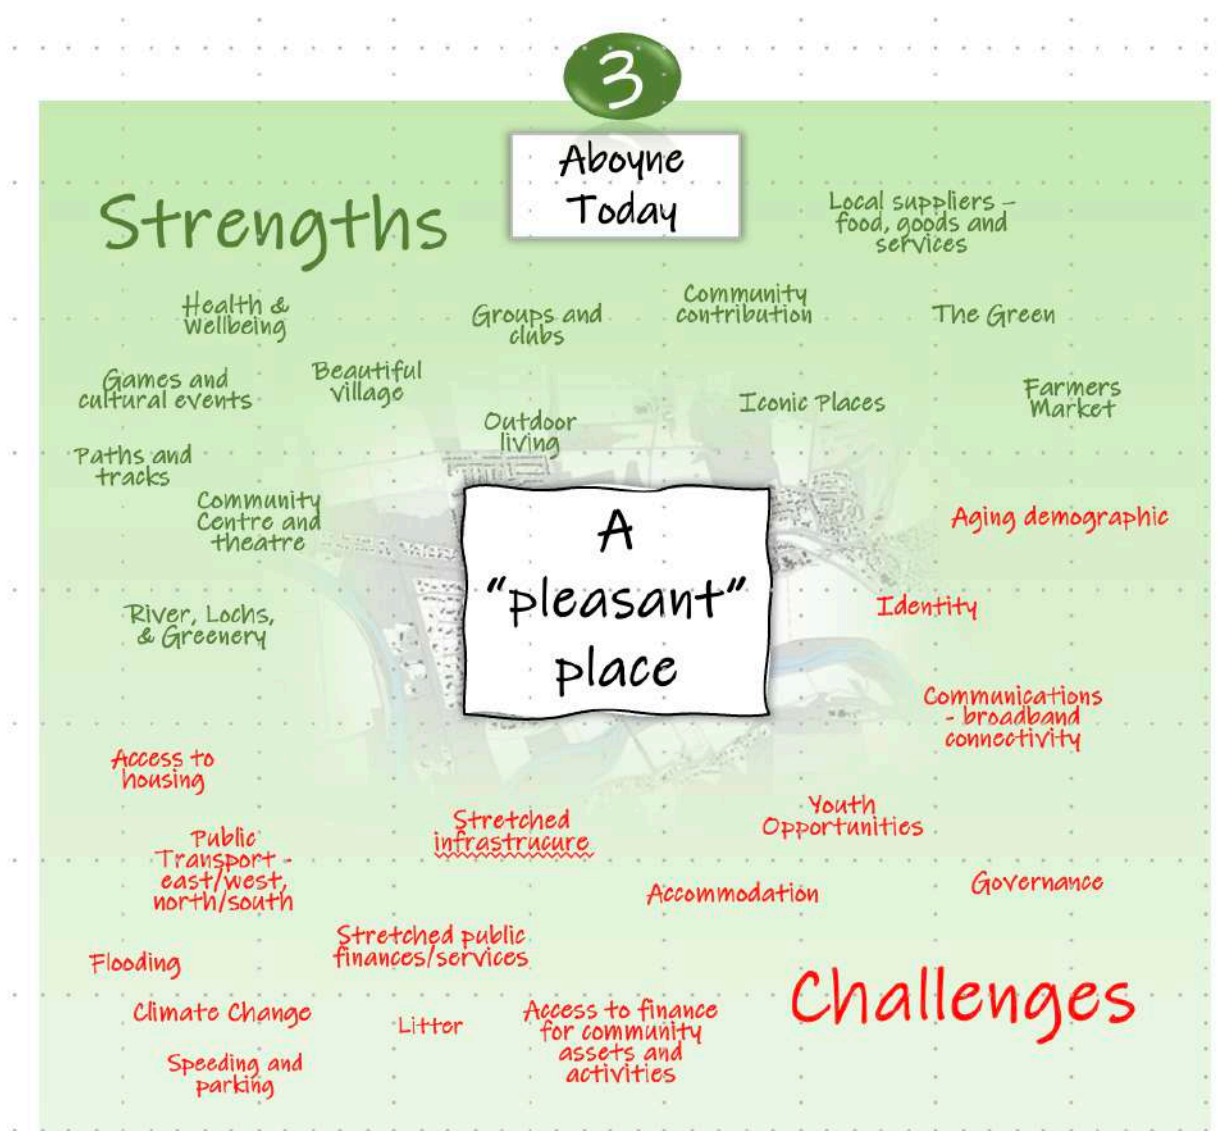 3
Aboyne
Today
Strengths
Local suppliers –
food, goods and
services
Health &
Wellbeing
Groups and
clubs
Community
contribution
The Green
Games and
cultural events
Beautiful
village
Outdoor
living
Iconic Places
Farmers
Market
Paths and
tracks
Community
Centre and
theatre
River, Lochs,
& Greenery
A
“pleasant”
place
Aging demographic
Identity
Communications
- broadband
connectivity
Access to
housing
Public
Transport -
east/west,
north/south
Stretched
infrastrucure
Youth
Opportunities
Accommodation
Governance
Flooding
Stretched public
finances/services
Climate Change
Litter
Access to finance
for community
assets and
activities
Challenges
Speeding and
parking